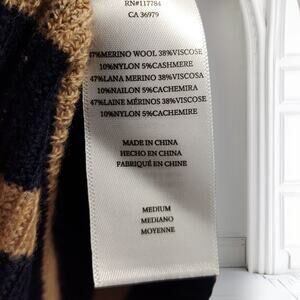 RN#117784
CA 36979
47%MERINO WOOL 38%VISCOSE
10%NYLON 5%CASHMERE
47%LANA MERINO 38%VISCOSA
10%NAILON 5%CACHEMIRA
47%LAINE MÉRINOS 38%VISCOSE
10%NYLON 5%CACHEMIRE
MADE IN CHINA
HECHO EN CHINA
FABRIQUÉ EN CHINE
MEDIUM
MEDIANO
MOYENNE